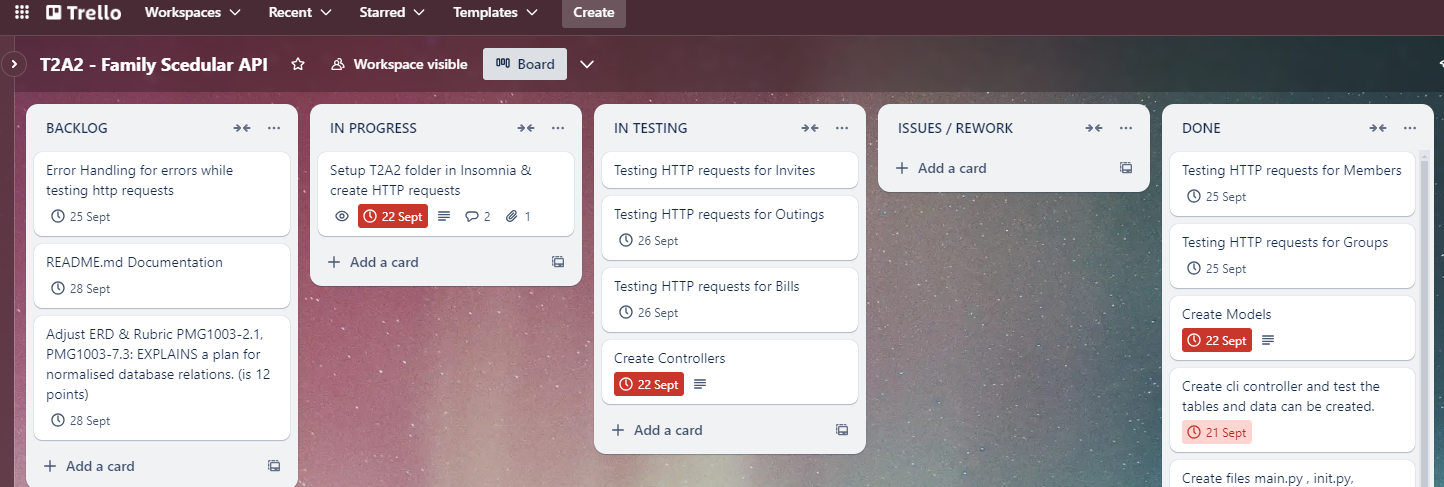 Trello
Workspaces
Recent
Starred
Templates
Create
T2A2 - Family Scedular API
Workspace visible
Board
BACKLOG
Error Handling for errors while
testing http requests
25 Sept
README.md Documentation
28 Sept
Adjust ERD & Rubric PMG1003-2.1,
PMG1003-7.3: EXPLAINS a plan for
normalised database relations. (is 12
points)
28 Sept
Add a card
IN PROGRESS
Setup T2A2 folder in Insomnia &
create HTTP requests
22 Sept
2
1
Add a card
IN TESTING
Testing HTTP requests for Invites
Testing HTTP requests for Outings
26 Sept
Testing HTTP requests for Bills
26 Sept
Create Controllers
22 Sept
Add a card
ISSUES / REWORK
Add a card
DONE
Testing HTTP requests for Members
25 Sept
Testing HTTP requests for Groups
25 Sept
Create Models
22 Sept
Create cli controller and test the
tables and data can be created.
21 Sept
Create files main.py , init.py,